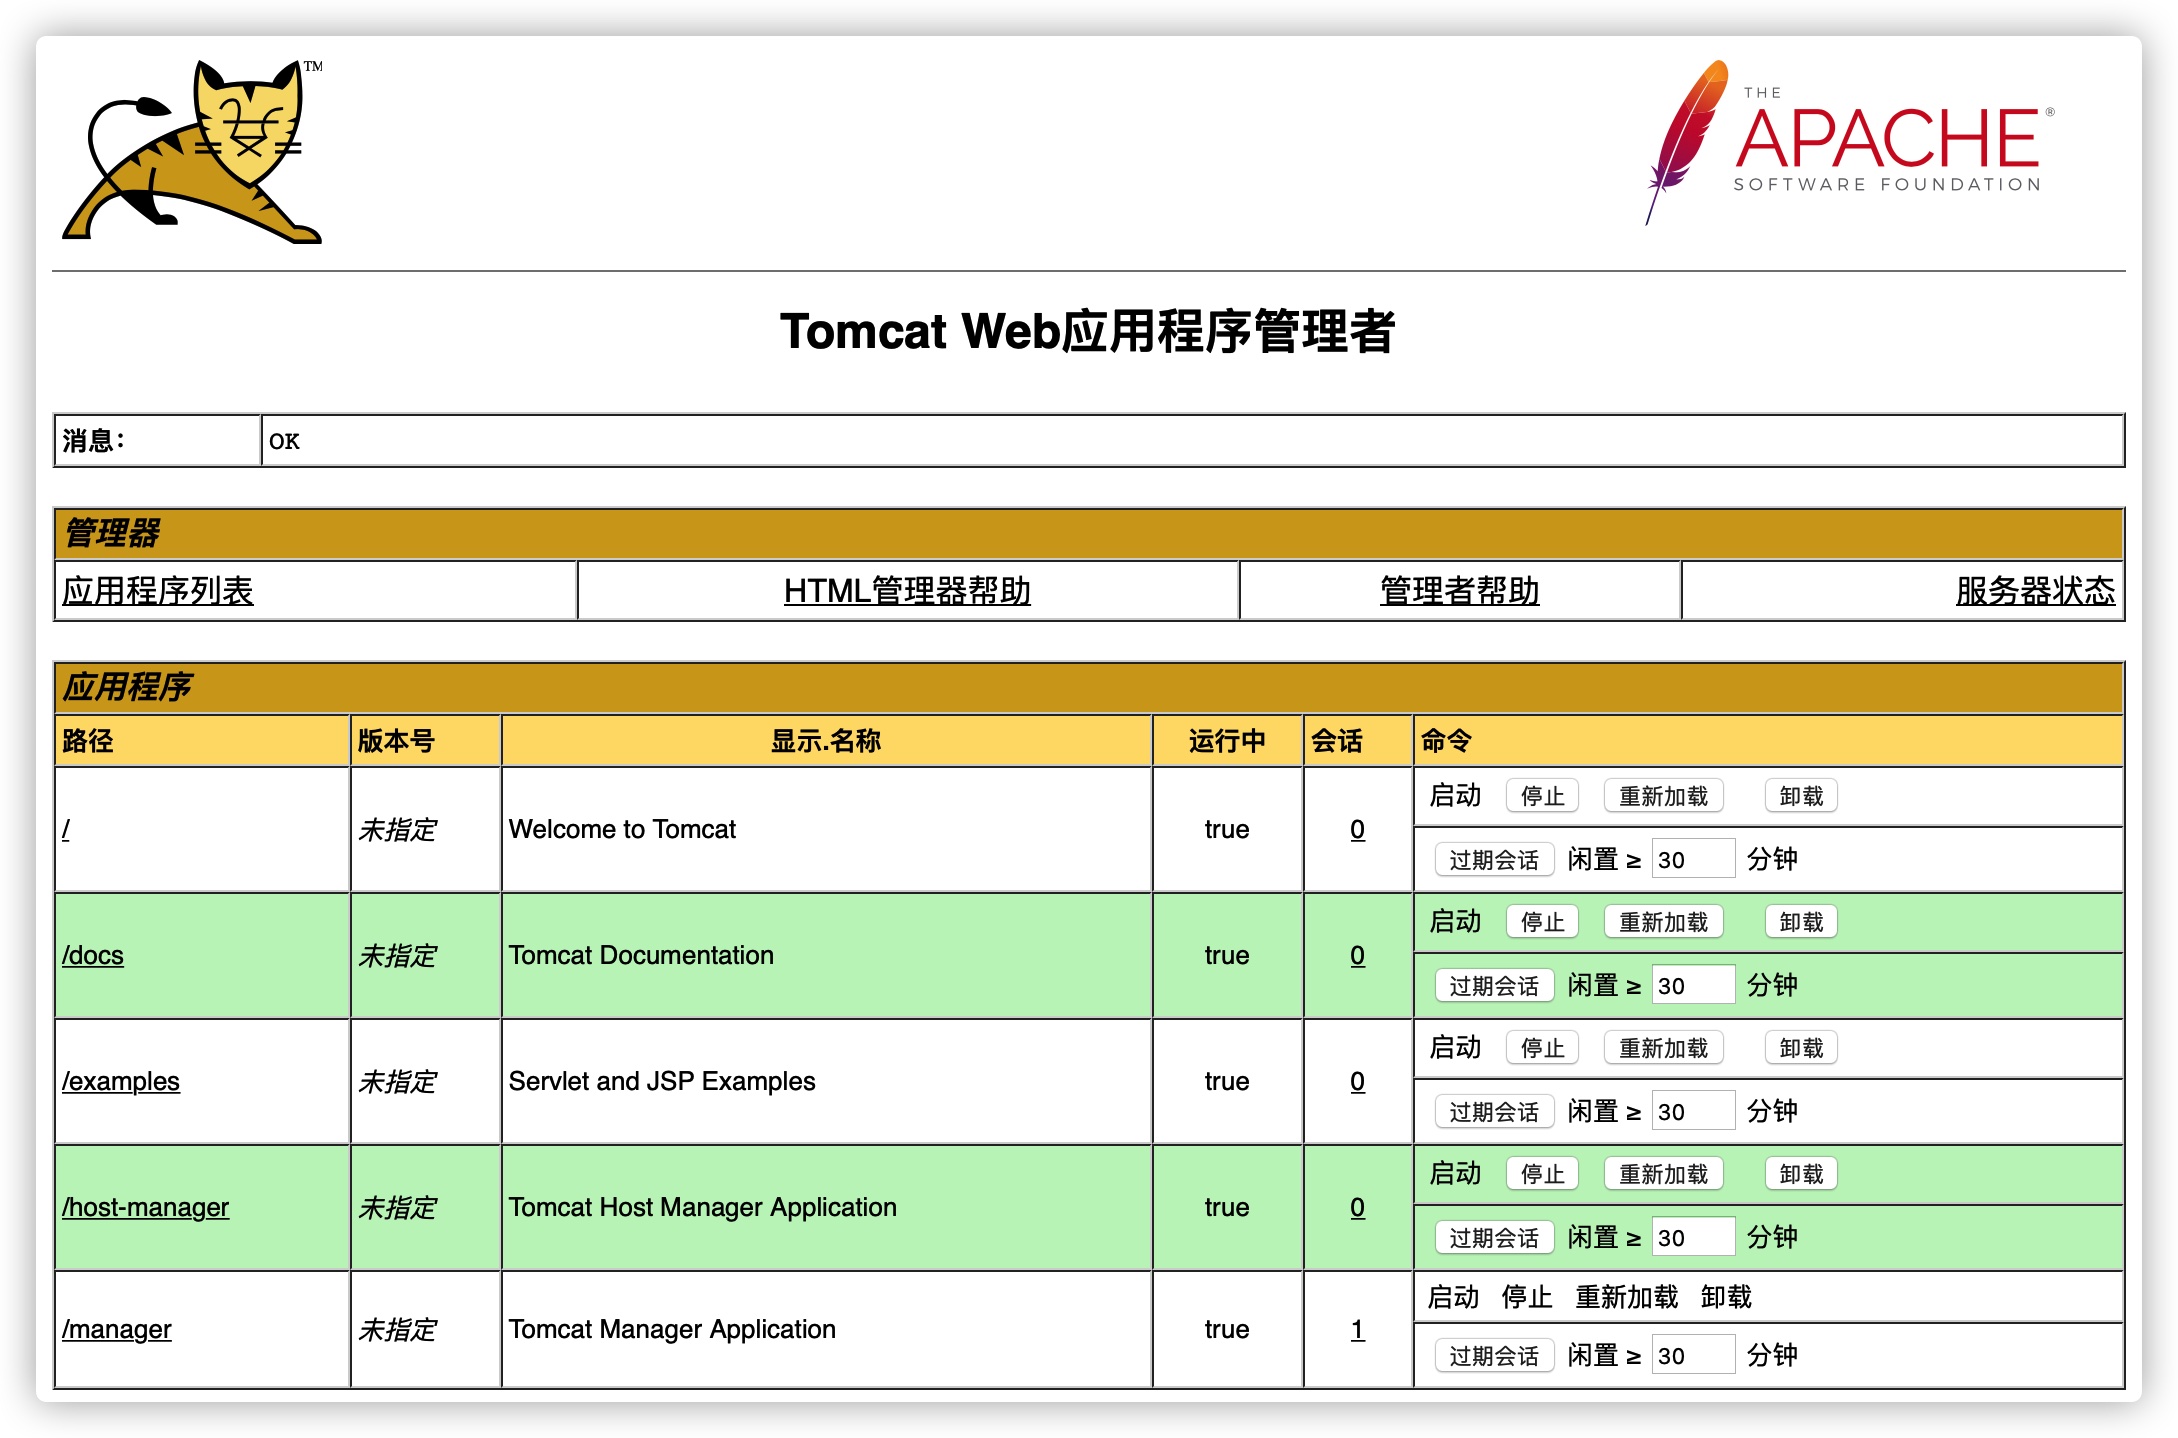 TM
THE
APACHE®
SOFTWARE FOUNDATION
Tomcat Web应用程序管理者
消息： OK
管理器
应用程序列表 HTML管理器帮助 管理者帮助 服务器状态
应用程序
路径 版本号 显示.名称 运行中 会话 命令
/ 未指定 Welcome to Tomcat true 0 启动 停止 重新加载 卸载
过期会话 闲置 ≥ 30 分钟
/docs 未指定 Tomcat Documentation true 0 启动 停止 重新加载 卸载
过期会话 闲置 ≥ 30 分钟
/examples 未指定 Servlet and JSP Examples true 0 启动 停止 重新加载 卸载
过期会话 闲置 ≥ 30 分钟
/host-manager 未指定 Tomcat Host Manager Application true 0 启动 停止 重新加载 卸载
过期会话 闲置 ≥ 30 分钟
/manager 未指定 Tomcat Manager Application true 1 启动 停止 重新加载 卸载
过期会话 闲置 ≥ 30 分钟